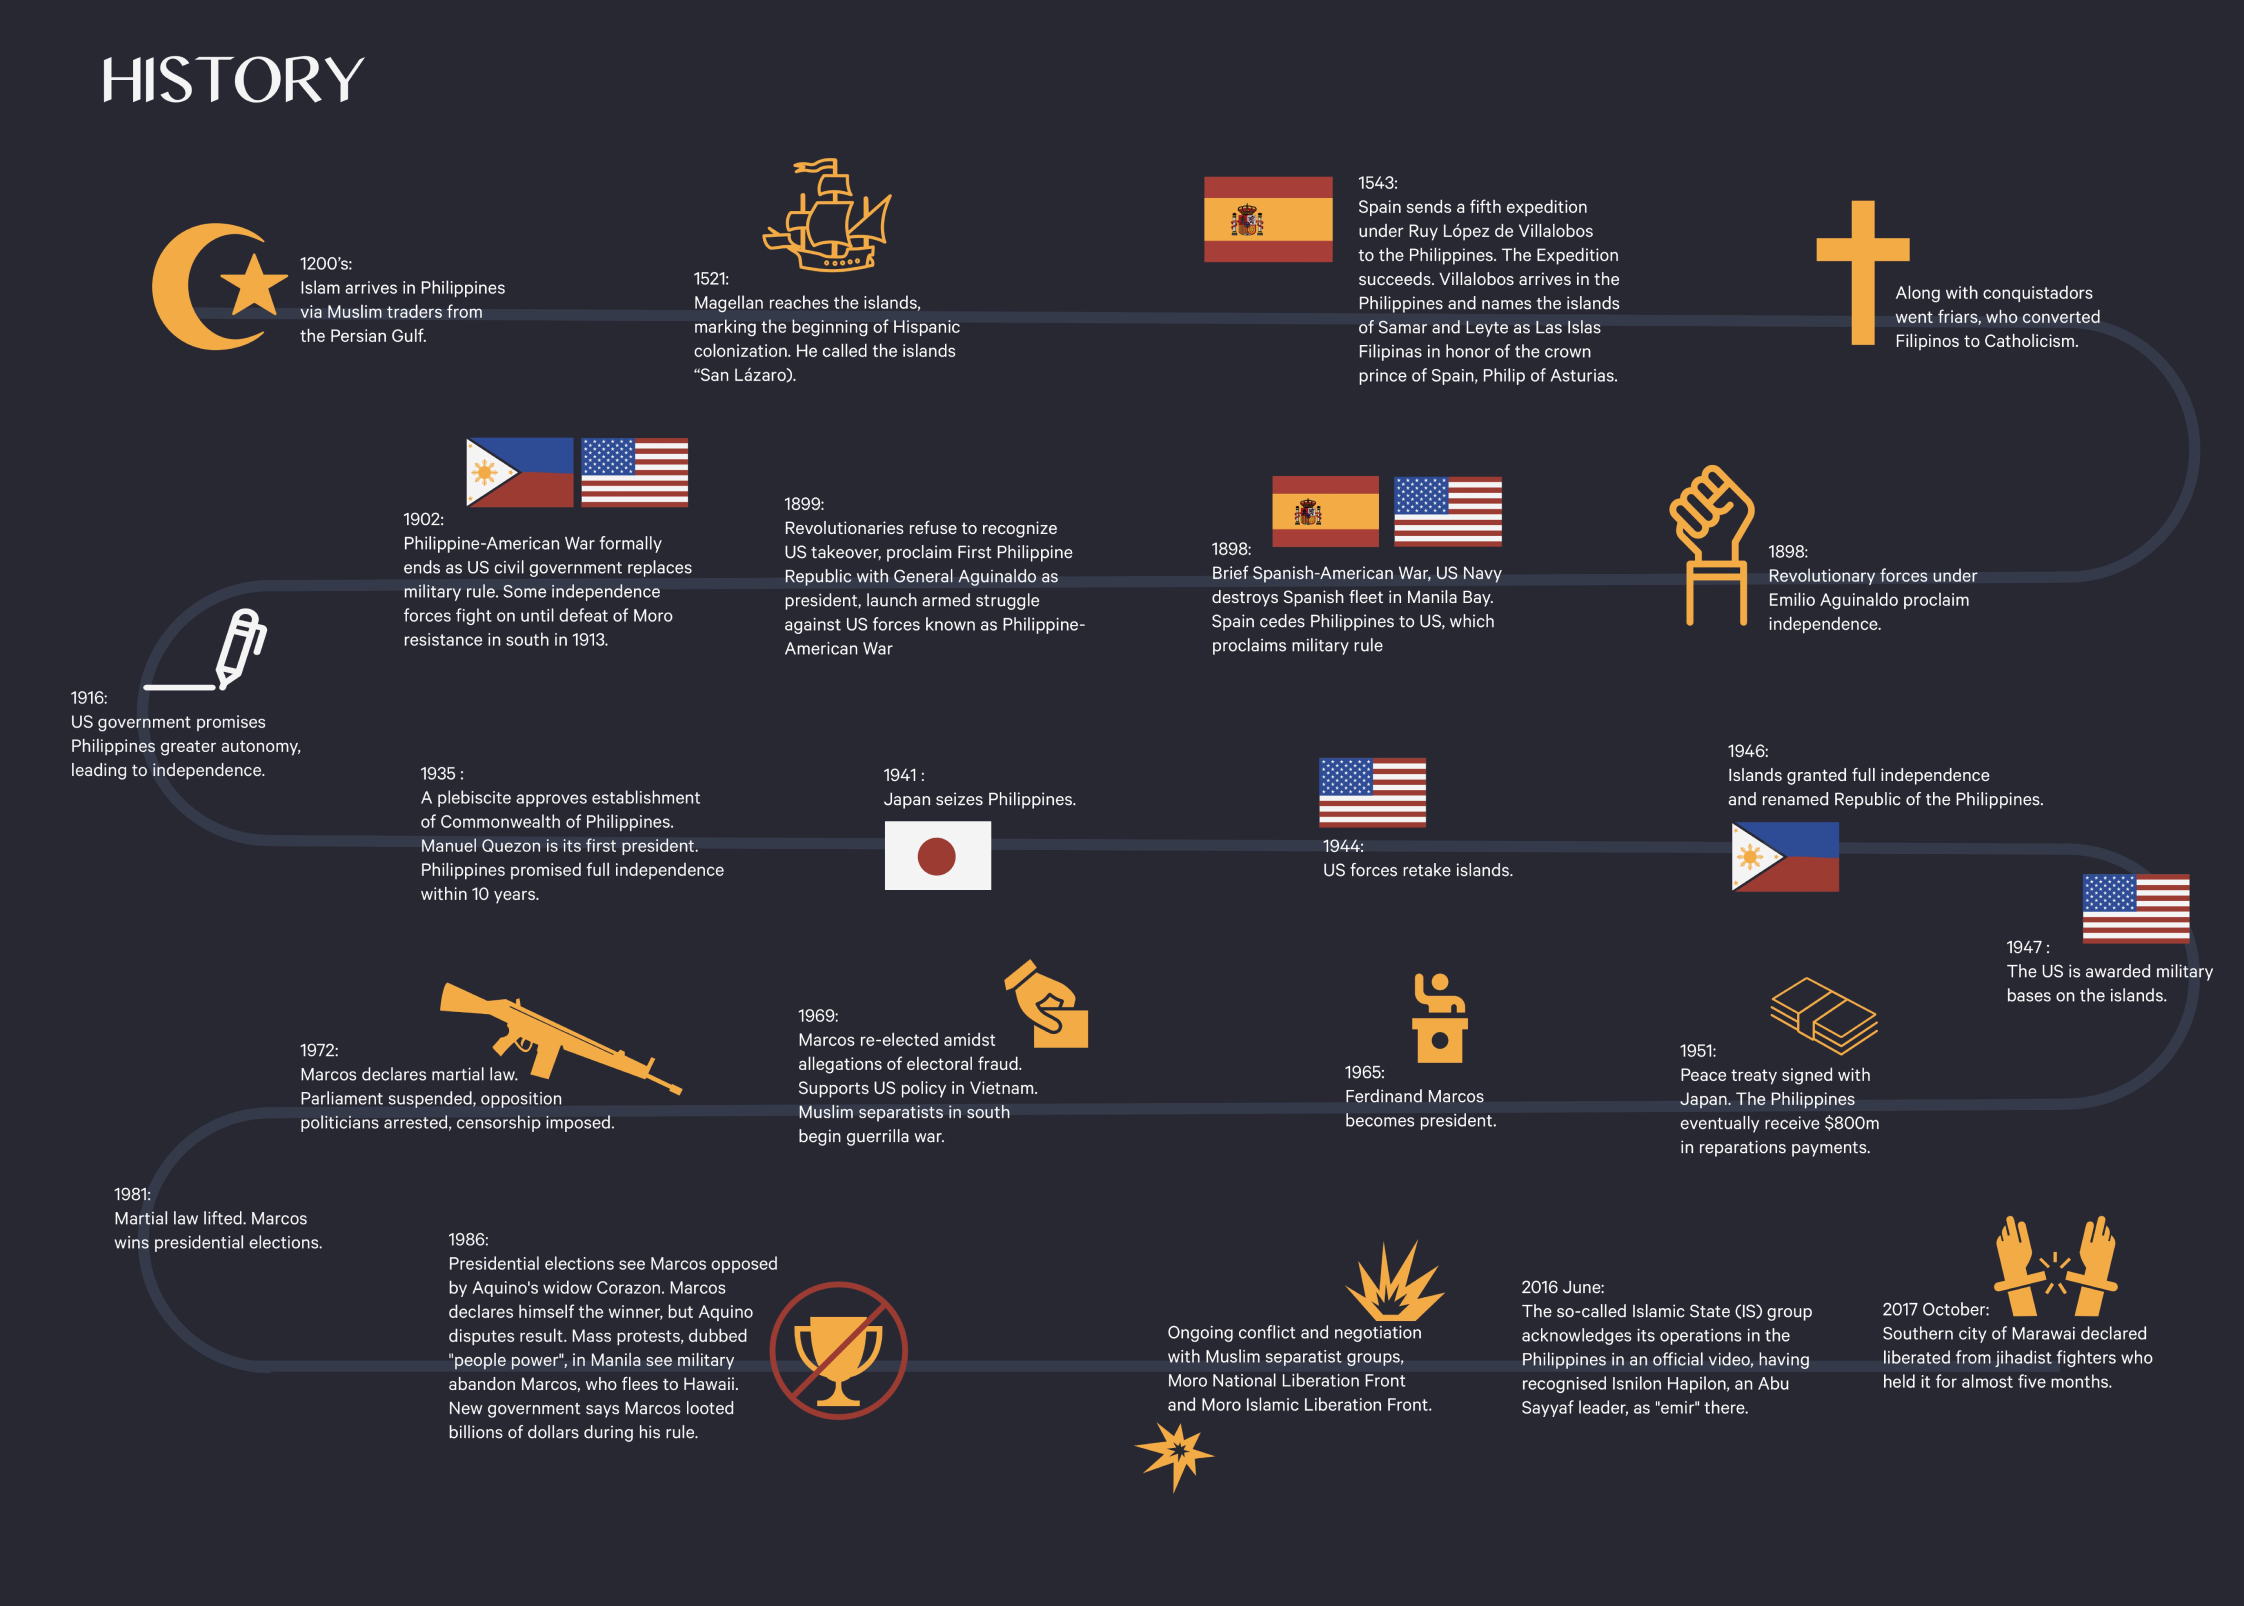 HISTORY
1200's:
Islam arrives in Philippines
via Muslim traders from
the Persian Gulf.
1521:
Magellan reaches the islands,
marking the beginning of Hispanic
colonization. He called the islands
“San Lázaro).
1543:
Spain sends a fifth expedition
under Ruy López de Villalobos
to the Philippines. The Expedition
succeeds. Villalobos arrives in the
Philippines and names the islands
of Samar and Leyte as Las Islas
Filipinas in honor of the crown
prince of Spain, Philip of Asturias.
Along with conquistadors
went friars, who converted
Filipinos to Catholicism.
1898:
Revolutionary forces under
Emilio Aguinaldo proclaim
independence.
1898:
Brief Spanish-American War, US Navy
destroys Spanish fleet in Manila Bay.
Spain cedes Philippines to US, which
proclaims military rule
1899:
Revolutionaries refuse to recognize
US takeover, proclaim First Philippine
Republic with General Aguinaldo as
president, launch armed struggle
against US forces known as Philippine-
American War
1902:
Philippine-American War formally
ends as US civil government replaces
military rule. Some independence
forces fight on until defeat of Moro
resistance in south in 1913.
1916:
US government promises
Philippines greater autonomy,
leading to independence.
1935 :
A plebiscite approves establishment
of Commonwealth of Philippines.
Manuel Quezon is its first president.
Philippines promised full independence
within 10 years.
1941 :
Japan seizes Philippines.
1944:
US forces retake islands.
1946:
Islands granted full independence
and renamed Republic of the Philippines.
1947 :
The US is awarded military
bases on the islands.
1951:
Peace treaty signed with
Japan. The Philippines
eventually receive $800m
in reparations payments.
1965:
Ferdinand Marcos
becomes president.
1969:
Marcos re-elected amidst
allegations of electoral fraud.
Supports US policy in Vietnam.
Muslim separatists in south
begin guerrilla war.
1972:
Marcos declares martial law.
Parliament suspended, opposition
politicians arrested, censorship imposed.
1981:
Martial law lifted. Marcos
wins presidential elections.
1986:
Presidential elections see Marcos opposed
by Aquino's widow Corazon. Marcos
declares himself the winner, but Aquino
disputes result. Mass protests, dubbed
"people power", in Manila see military
abandon Marcos, who flees to Hawaii.
New government says Marcos looted
billions of dollars during his rule.
Ongoing conflict and negotiation
with Muslim separatist groups,
Moro National Liberation Front
and Moro Islamic Liberation Front.
2016 June:
The so-called Islamic State (IS) group
acknowledges its operations in the
Philippines in an official video, having
recognised Isnilon Hapilon, an Abu
Sayyaf leader, as "emir" there.
2017 October:
Southern city of Marawai declared
liberated from jihadist fighters who
held it for almost five months.